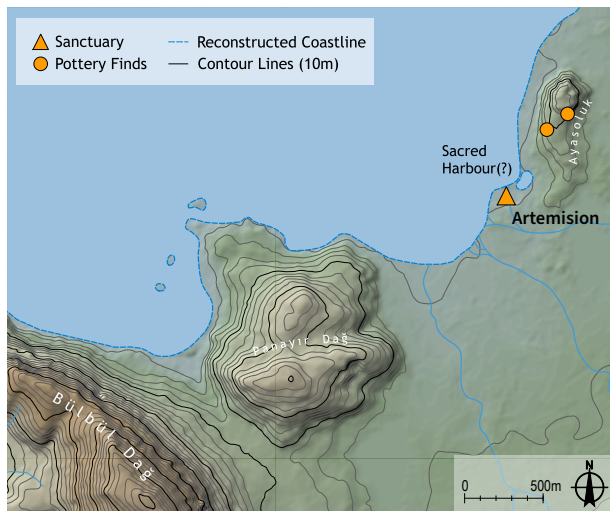 Sanctuary
Reconstructed Coastline
Pottery Finds
Contour Lines (10m)
Ayasoluk
Sacred
Harbour(?)
Artemision
Panayır Dağ
Bülbül Dağ
N
0
500m